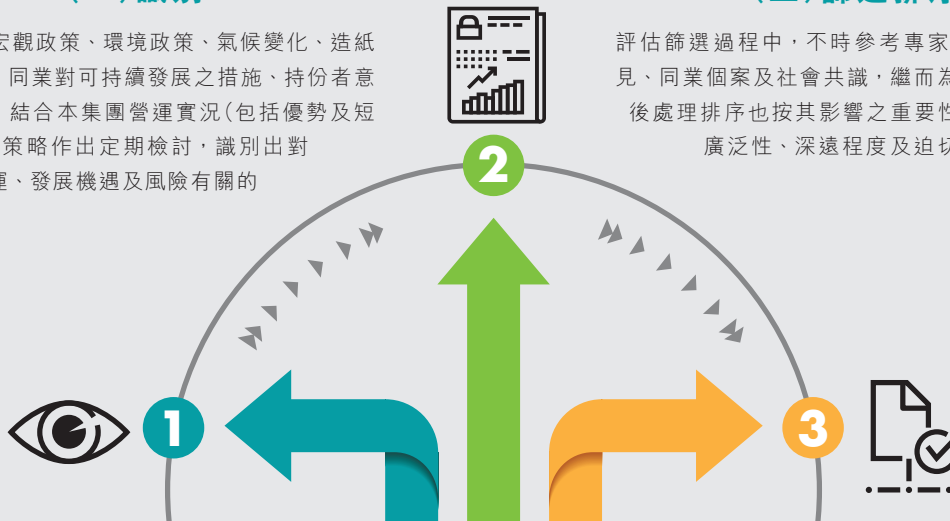 宏觀政策、環境政策、氣候變化、造紙
同業對可持續發展之措施、持份者意
結合本集團營運實況(包括優勢及短
策略作出定期檢討，識別出對
、發展機遇及風險有關的
評估篩選過程中，不時參考專家
見、同業個案及社會共識，繼而為
後處理排序也按其影響之重要性
廣泛性、深遠程度及迫切
2
1
3